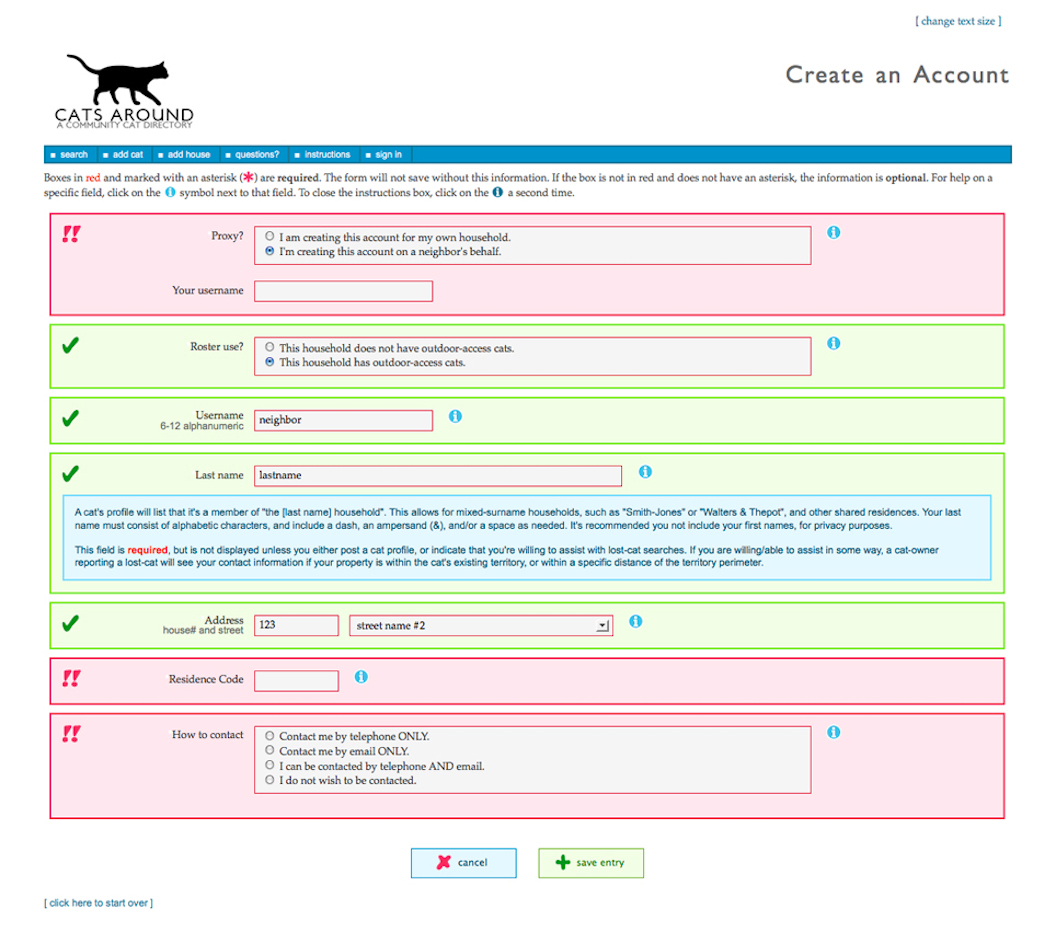 [ change text size ]
CATS AROUND
A COMMUNITY CAT DIRECTORY
Create an Account
search add cat add house questions? instructions sign in
Boxes in red and marked with an asterisk (*) are required. The form will not save without this information. If the box is not in red and does not have an asterisk, the information is optional. For help on a
specific field, click on the i symbol next to that field. To close the instructions box, click on the i a second time.
!! Proxy? I am creating this account for my own household. i
I'm creating this account on a neighbor's behalf.
Your username
Roster use? This household does not have outdoor-access cats. i
This household has outdoor-access cats.
Username neighbor i
6-12 alphanumeric
Last name lastname i
A cat's profile will list that it's a member of "the [last name] household". This allows for mixed-surname households, such as "Smith-Jones" or "Walters & Thepot", and other shared residences. Your last
name must consist of alphabetic characters, and include a dash, an ampersand (&), and/or a space as needed. It's recommended you not include your first names, for privacy purposes.
This field is required, but is not displayed unless you either post a cat profile, or indicate that you're willing to assist with lost-cat searches. If you are willing/able to assist in some way, a cat-owner
reporting a lost-cat will see your contact information if your property is within the cat's existing territory, or within a specific distance of the territory perimeter.
Address 123 street name #2 i
house# and street
!! Residence Code i
!! How to contact Contact me by telephone ONLY. i
Contact me by email ONLY.
I can be contacted by telephone AND email.
I do not wish to be contacted.
cancel save entry
[ click here to start over ]